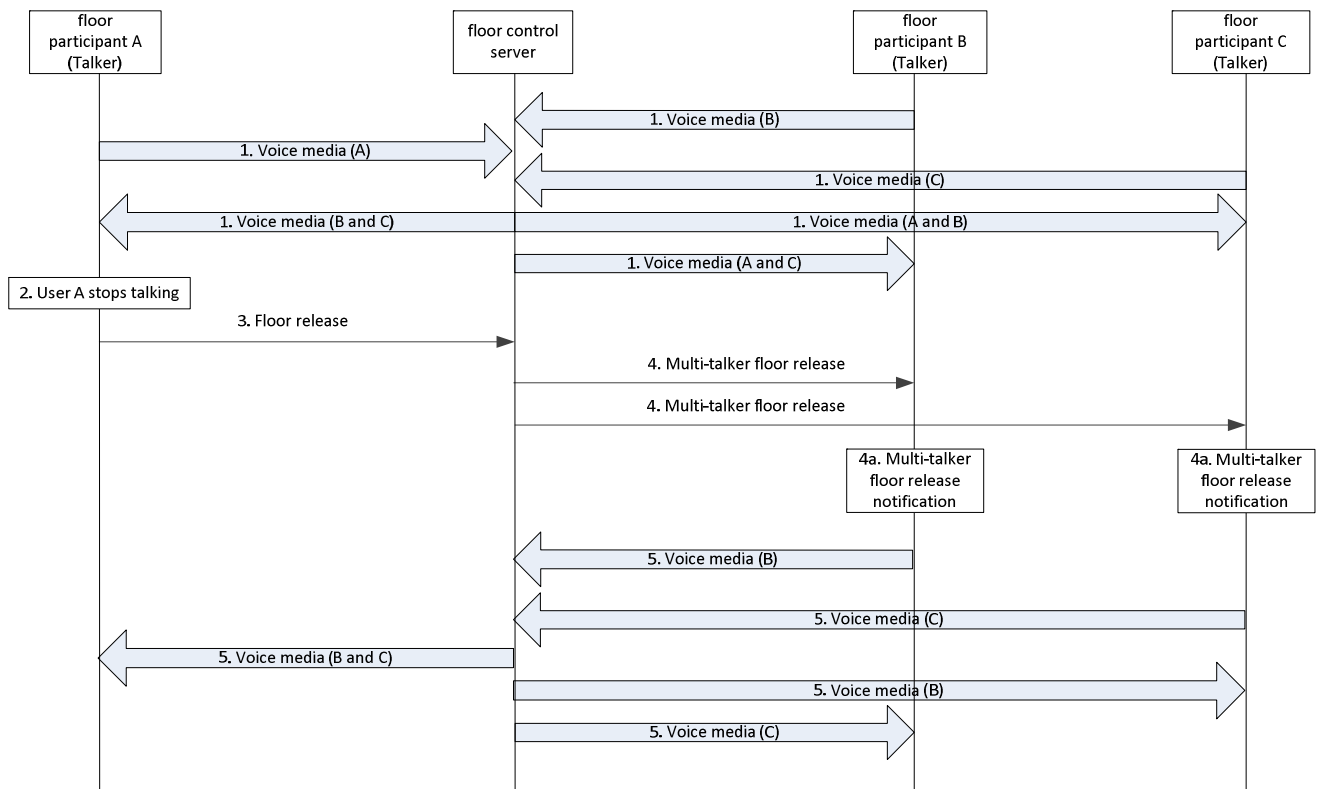 floor
participant A
(Talker)
floor control
server
floor
participant B
(Talker)
floor
participant C
(Talker)
1. Voice media (B)
1. Voice media (A)
1. Voice media (C)
1. Voice media (B and C)
1. Voice media (A and B)
1. Voice media (A and C)
2. User A stops talking
3. Floor release
4. Multi-talker floor release
4. Multi-talker floor release
4a. Multi-talker
floor release
notification
4a. Multi-talker
floor release
notification
5. Voice media (B)
5. Voice media (C)
5. Voice media (B and C)
5. Voice media (B)
5. Voice media (C)